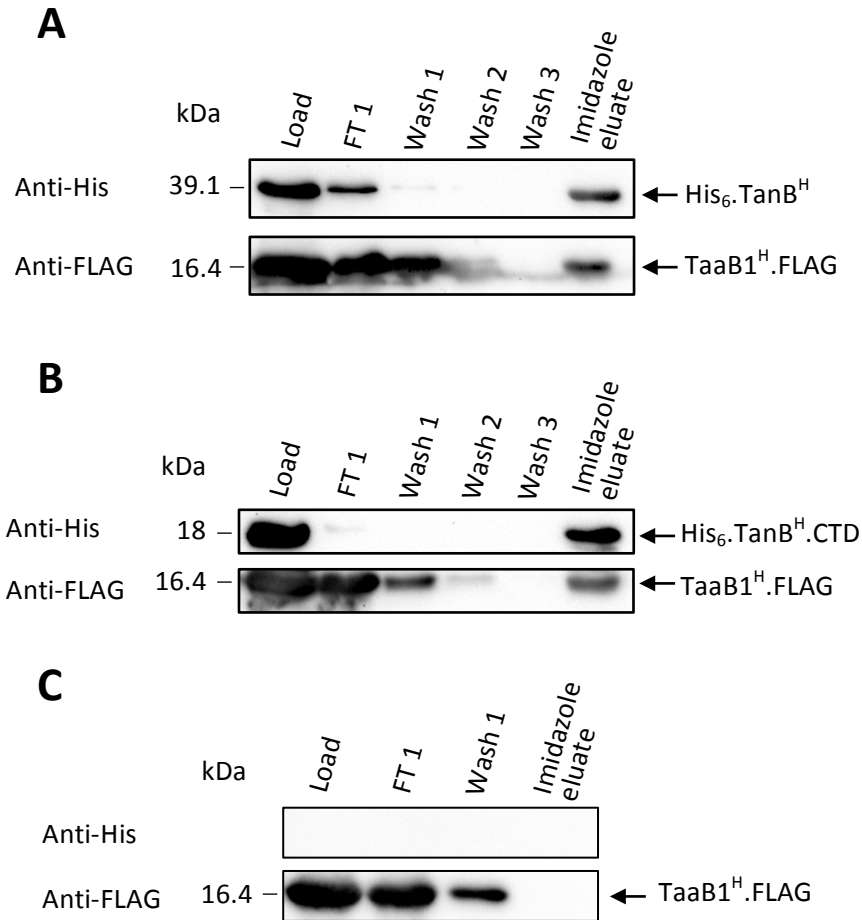 A
kDa
Load
FT 1
Wash 1
Wash 2
Wash 3
Imidazole
eluate
Anti-His 39.1 His₆.TanBᴴ
Anti-FLAG 16.4 TaaB1ᴴ.FLAG
B
kDa
Load
FT 1
Wash 1
Wash 2
Wash 3
Imidazole
eluate
Anti-His 18 His₆.TanBᴴ.CTD
Anti-FLAG 16.4 TaaB1ᴴ.FLAG
C
kDa
Load
FT 1
Wash 1
Imidazole
eluate
Anti-His
Anti-FLAG 16.4 TaaB1ᴴ.FLAG